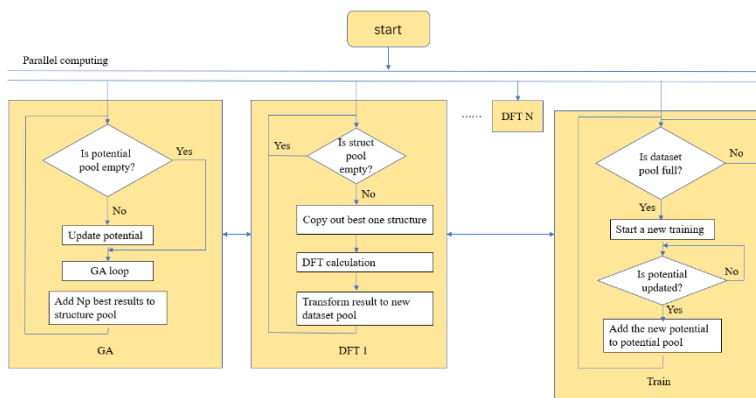 start
Parallel computing
DFT N
......
Is potential
pool empty?
Yes
No
Update potential
GA loop
Add Np best results to
structure pool
GA
Is struct
pool
empty?
Yes
No
Copy out best one structure
DFT calculation
Transform result to new
dataset pool
DFT 1
Is dataset
pool full?
No
Yes
Start a new training
Is potential
updated?
No
Yes
Add the new potential
to potential pool
Train